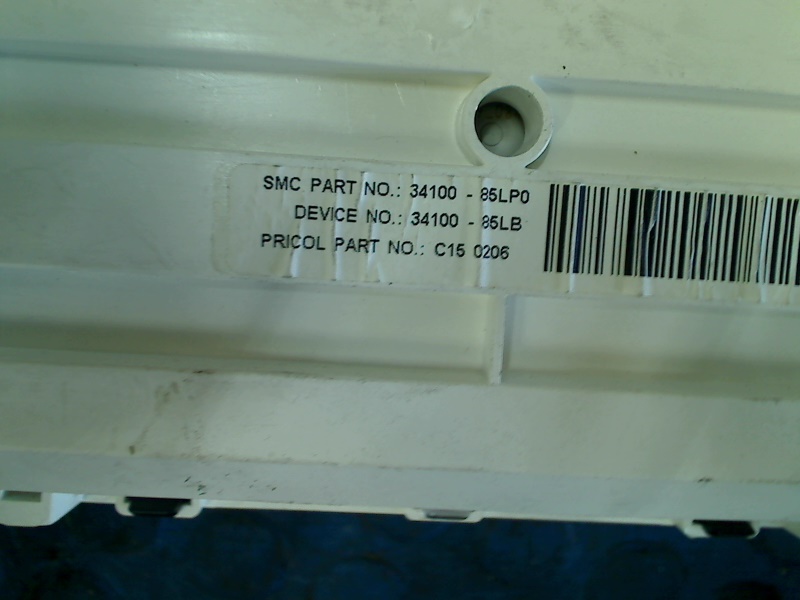 SMC PART NO.: 34100 - 85LP0
DEVICE NO.: 34100 - 85LB
PRICOL PART NO.: C15 0206